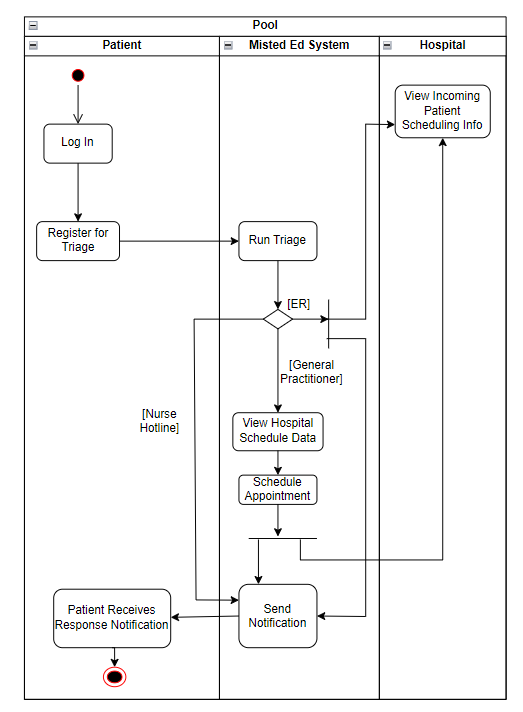 Pool
Patient
Misted Ed System
Hospital
View Incoming
Patient
Scheduling Info
Log In
Register for
Triage
Run Triage
[ER]
[General
Practitioner]
[Nurse
Hotline]
View Hospital
Schedule Data
Schedule
Appointment
Patient Receives
Response Notification
Send
Notification